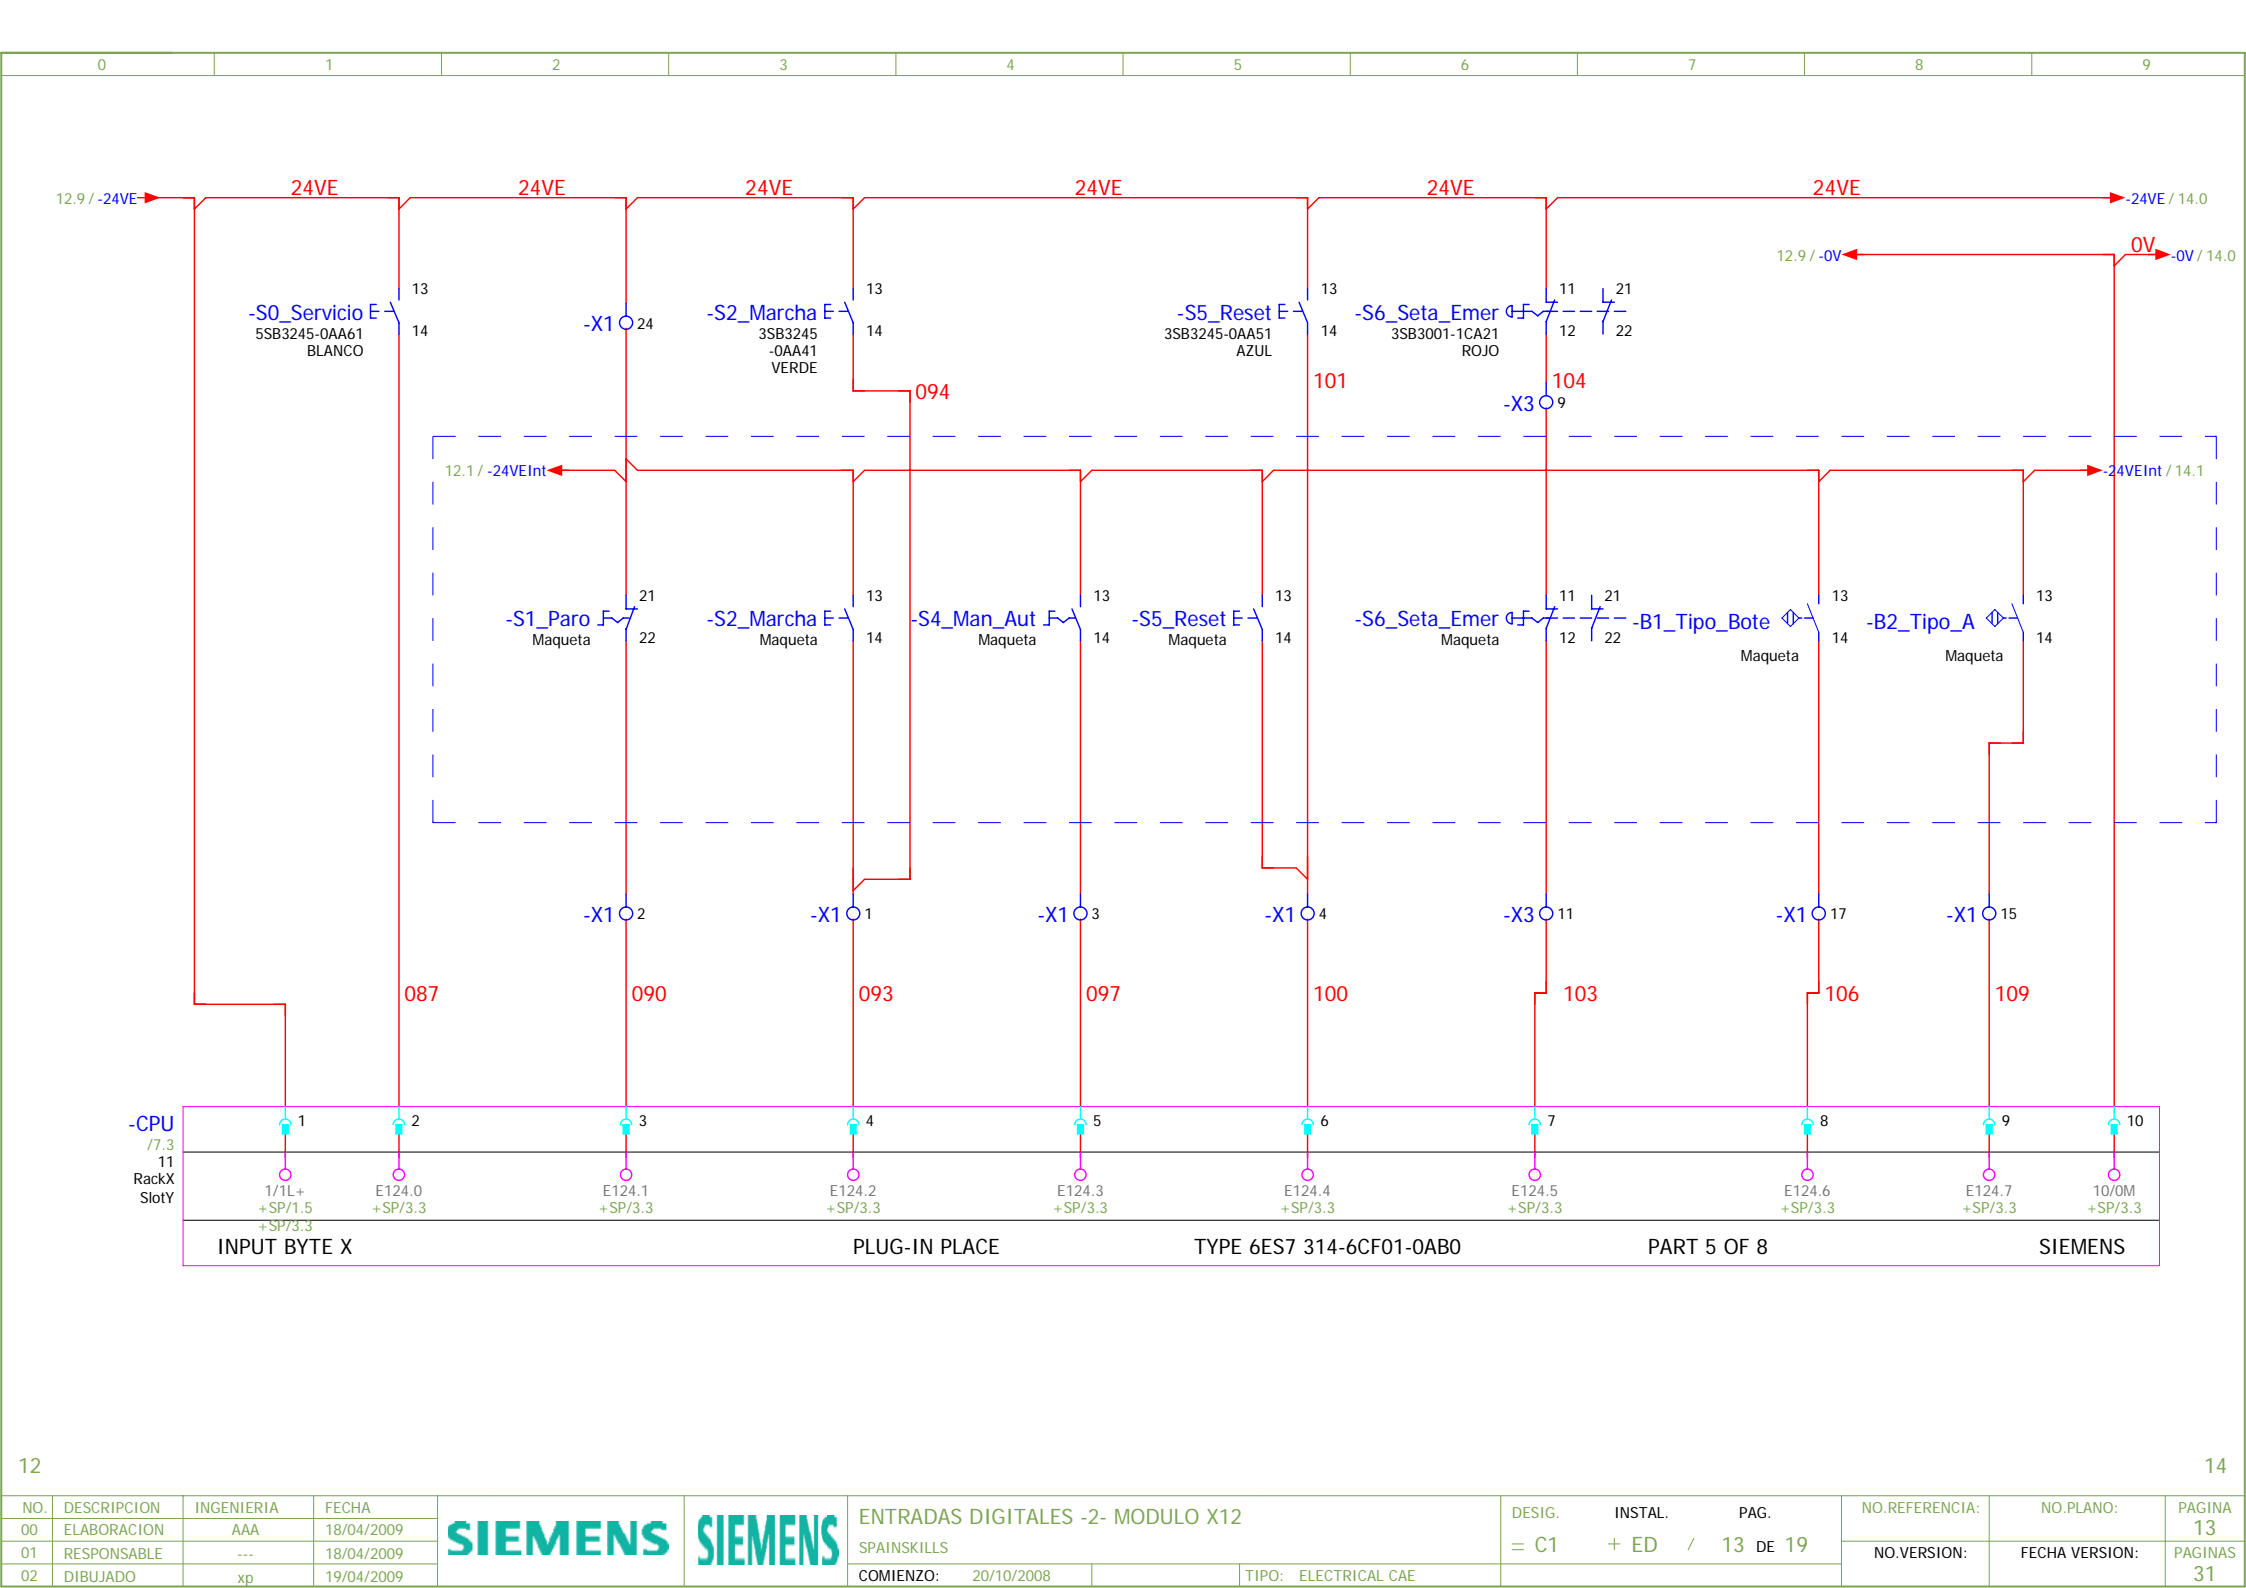 0 1 2 3 4 5 6 7 8 9
24VE 24VE 24VE 24VE 24VE 24VE
12.9 / -24VE
-24VE / 14.0
0V
12.9 / -0V
-0V / 14.0
13 13 13 11 21
-S0_Servicio
-X1 24
-S2_Marcha
-S5_Reset
-S6_Seta_Emer
5SB3245-0AA61 14
3SB3245 14
3SB3245-0AA51 14
3SB3001-1CA21 12 22
BLANCO
-0AA41
AZUL
ROJO
VERDE
094
101
104
-X3 9
12.1 / -24VEInt
-24VEInt / 14.1
21 13 13 13 11 21 13 13
-S1_Paro
-S2_Marcha
-S4_Man_Aut
-S5_Reset
-S6_Seta_Emer
-B1_Tipo_Bote
-B2_Tipo_A
Maqueta 22
Maqueta 14
Maqueta 14
Maqueta 14
Maqueta 12 22
14
14
Maqueta
Maqueta
-X1 2
-X1 1
-X1 3
-X1 4
-X3 11
-X1 17
-X1 15
087 090 093 097 100 103 106 109
-CPU 1 2 3 4 5 6 7 8 9 10
/7.3
11
RackX
SlotY
1/1L+ E124.0 E124.1 E124.2 E124.3 E124.4 E124.5 E124.6 E124.7 10/0M
+SP/1.5 +SP/3.3 +SP/3.3 +SP/3.3 +SP/3.3 +SP/3.3 +SP/3.3 +SP/3.3 +SP/3.3 +SP/3.3
+SP/3.3
INPUT BYTE X PLUG-IN PLACE TYPE 6ES7 314-6CF01-0AB0 PART 5 OF 8 SIEMENS
12 14
NO. DESCRIPCION INGENIERIA FECHA
00 ELABORACION AAA 18/04/2009
01 RESPONSABLE --- 18/04/2009
02 DIBUJADO xp 19/04/2009
SIEMENS
SIEMENS
ENTRADAS DIGITALES -2- MODULO X12
SPAINSKILLS
COMIENZO: 20/10/2008 TIPO: ELECTRICAL CAE
DESIG. INSTAL. PAG.
= C1 + ED / 13 DE 19
NO.REFERENCIA: NO.PLANO: PAGINA
13
NO.VERSION: FECHA VERSION: PAGINAS
31